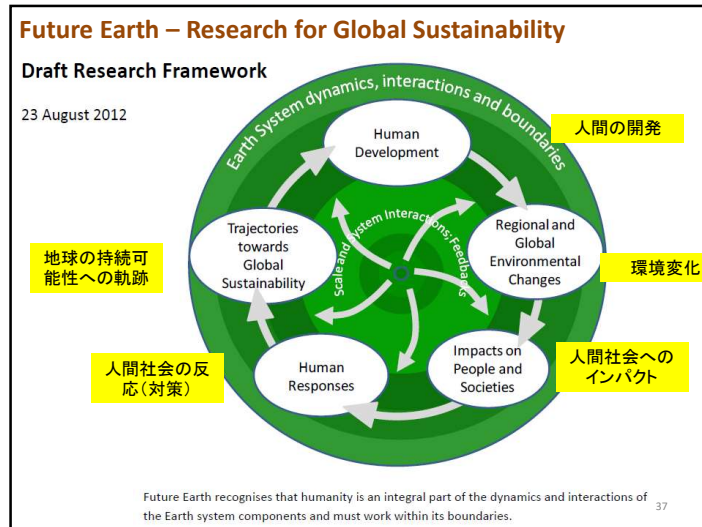 Future Earth – Research for Global Sustainability
Draft Research Framework
23 August 2012
Earth System dynamics, interactions and boundaries
人間の開発
Human
Development
Scale and System Interactions; Feedbacks
Trajectories
towards
Global
Sustainability
Regional and
Global
Environmental
Changes
地球の持続可
能性への軌跡
環境変化
人間社会の反
応(対策)
Human
Responses
Impacts on
People and
Societies
人間社会への
インパクト
Future Earth recognises that humanity is an integral part of the dynamics and interactions of
the Earth system components and must work within its boundaries.
37